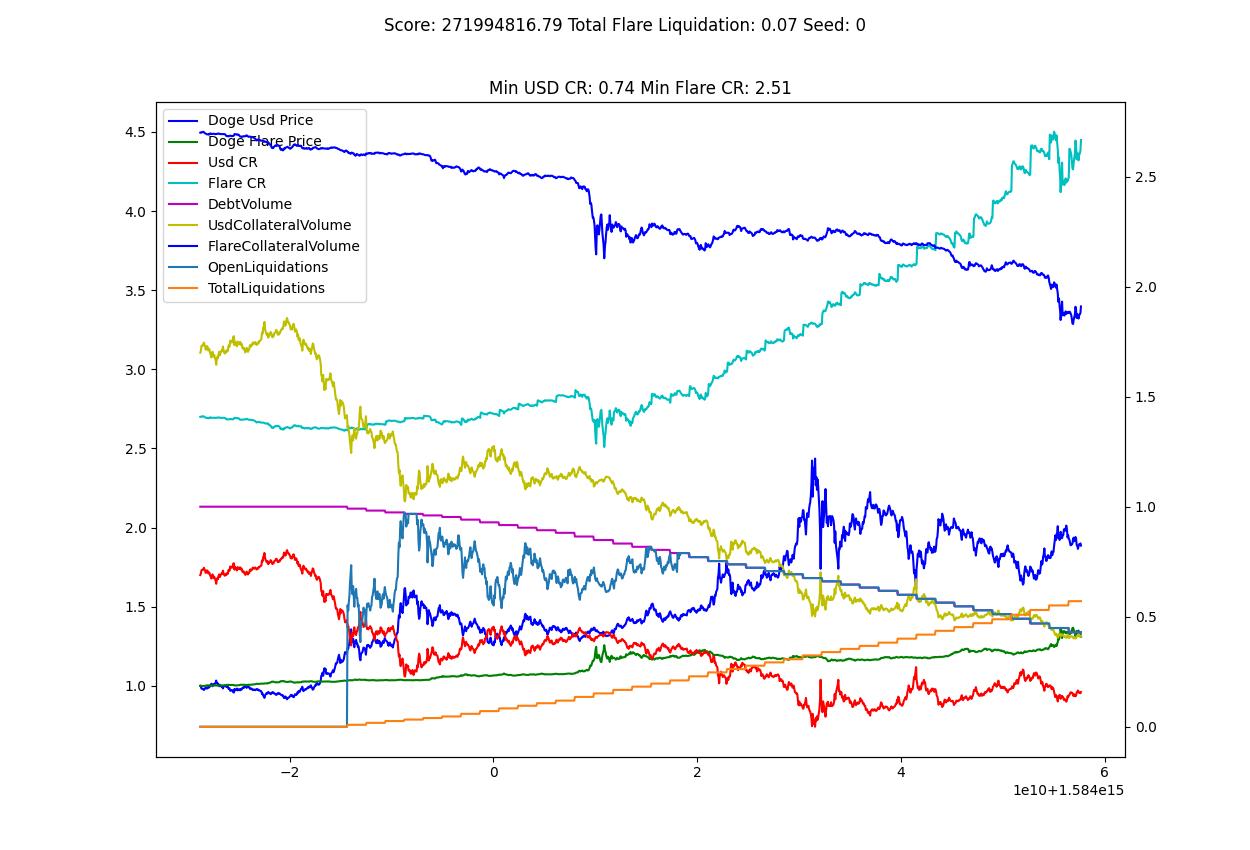 Score: 271994816.79 Total Flare Liquidation: 0.07 Seed: 0
Min USD CR: 0.74 Min Flare CR: 2.51
Doge Usd Price
Doge Flare Price
Usd CR
Flare CR
DebtVolume
UsdCollateralVolume
FlareCollateralVolume
OpenLiquidations
TotalLiquidations
4.5
4.0
3.5
3.0
2.5
2.0
1.5
1.0
2.5
2.0
1.5
1.0
0.5
0.0
−2 0 2 4 6
1e10+1.584e15